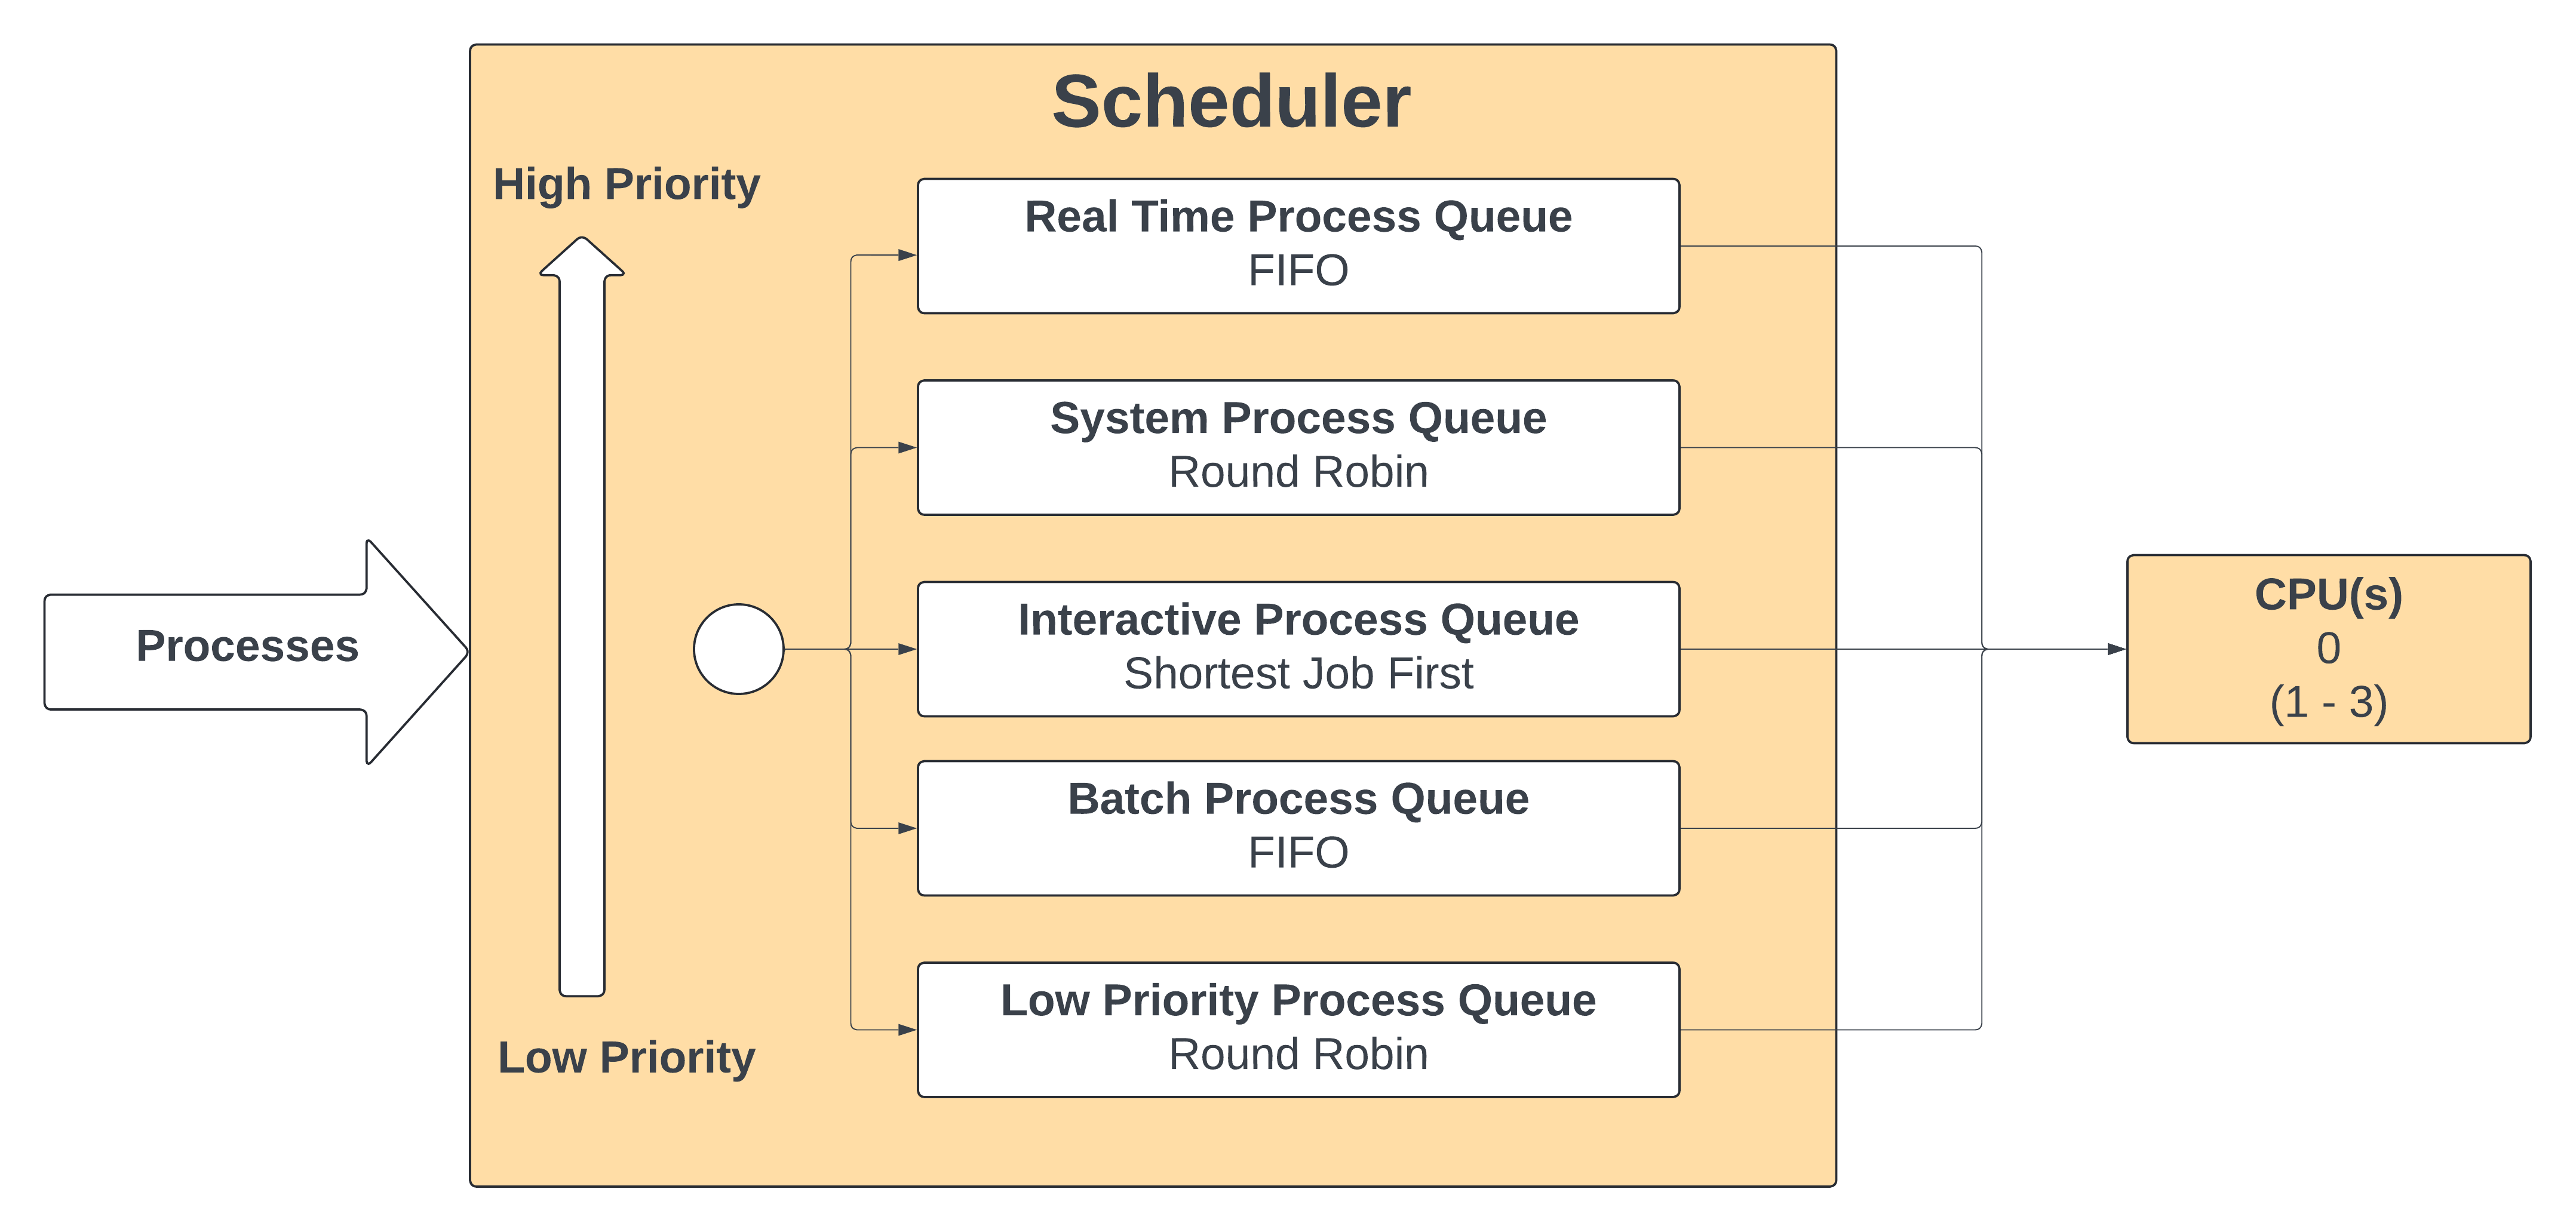 Scheduler
High Priority
Real Time Process Queue
FIFO
System Process Queue
Round Robin
Processes
Interactive Process Queue
Shortest Job First
CPU(s)
0
(1 - 3)
Batch Process Queue
FIFO
Low Priority Process Queue
Round Robin
Low Priority